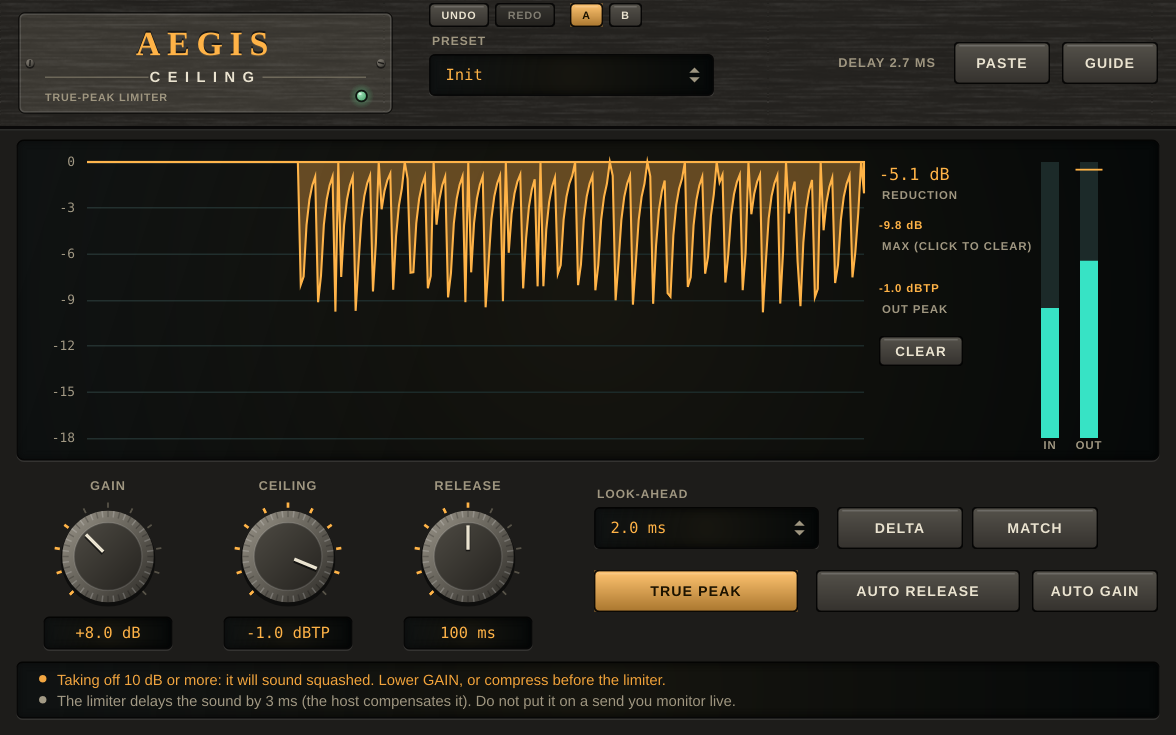 UNDO REDO A B
AEGIS
CEILING
TRUE-PEAK LIMITER
PRESET
Init
DELAY 2.7 MS
PASTE GUIDE
0
-3
-6
-9
-12
-15
-18
-5.1 dB
REDUCTION
-9.8 dB
MAX (CLICK TO CLEAR)
-1.0 dBTP
OUT PEAK
CLEAR
IN OUT
GAIN CEILING RELEASE
+8.0 dB -1.0 dBTP 100 ms
LOOK-AHEAD
2.0 ms
DELTA MATCH
TRUE PEAK AUTO RELEASE AUTO GAIN
Taking off 10 dB or more: it will sound squashed. Lower GAIN, or compress before the limiter.
The limiter delays the sound by 3 ms (the host compensates it). Do not put it on a send you monitor live.